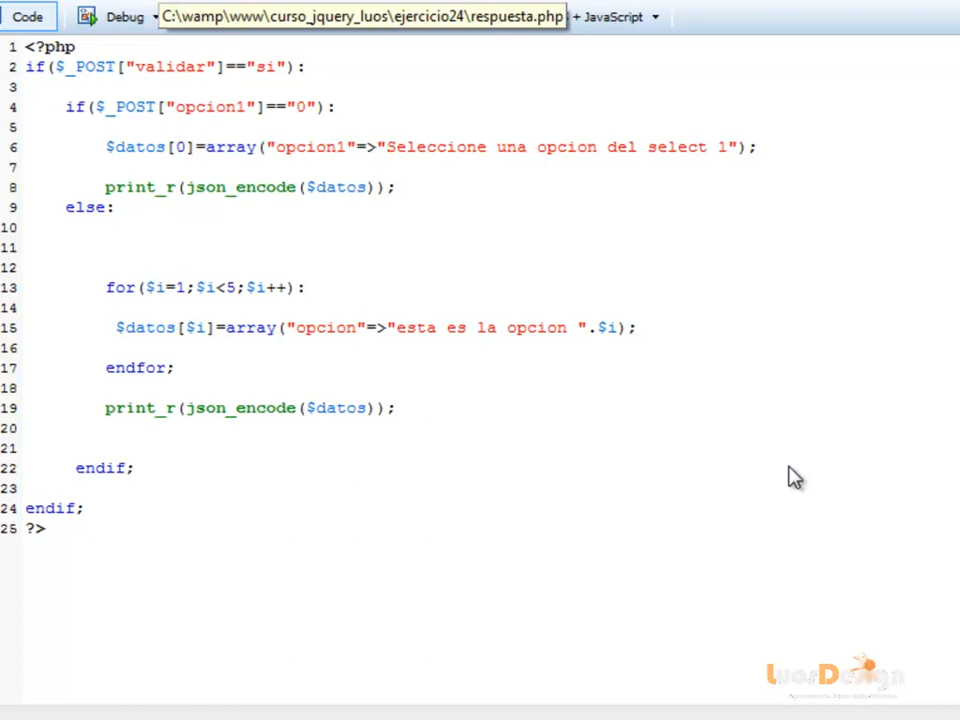 Code Debug C:\wamp\www\curso_jquery_luos\ejercicio24\respuesta.php + JavaScript
1 <?php
2 if($_POST["validar"]=="si"):
3
4 if($_POST["opcion1"]=="0"):
5
6 $datos[0]=array("opcion1"=>"Seleccione una opcion del select 1");
7
8 print_r(json_encode($datos));
9 else:
10
11
12
13 for($i=1;$i<5;$i++):
14
15 $datos[$i]=array("opcion"=>"esta es la opcion ".$i);
16
17 endfor;
18
19 print_r(json_encode($datos));
20
21
22 endif;
23
24 endif;
25 ?>
LuosDesign